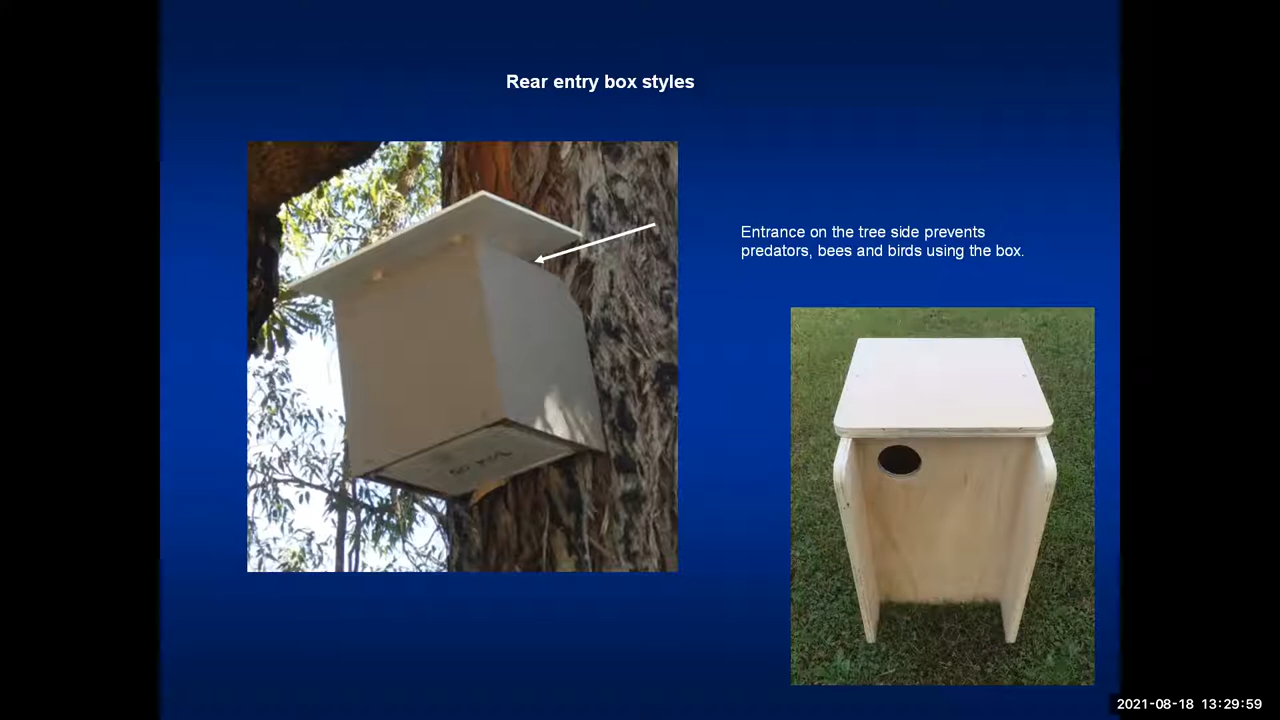 Rear entry box styles
Entrance on the tree side prevents
predators, bees and birds using the box.
2021-08-18 13:29:59